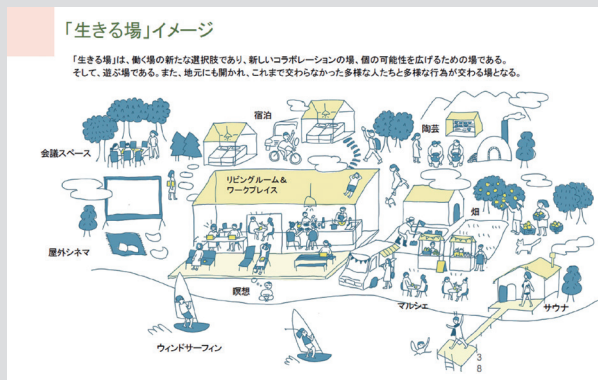 「生きる場」イメージ
「生きる場」は、働く場の新たな選択肢であり、新しいコラボレーションの場、個の可能性を広げるための場である。
そして、遊ぶ場である。また、地元にも開かれ、これまで交わらなかった多様な人たちと多様な行為が交わる場となる。
宿泊
陶芸
会議スペース
リビングルーム&
ワークプレイス
畑
屋外シネマ
瞑想
マルシェ
サウナ
ウィンドサーフィン
3
8